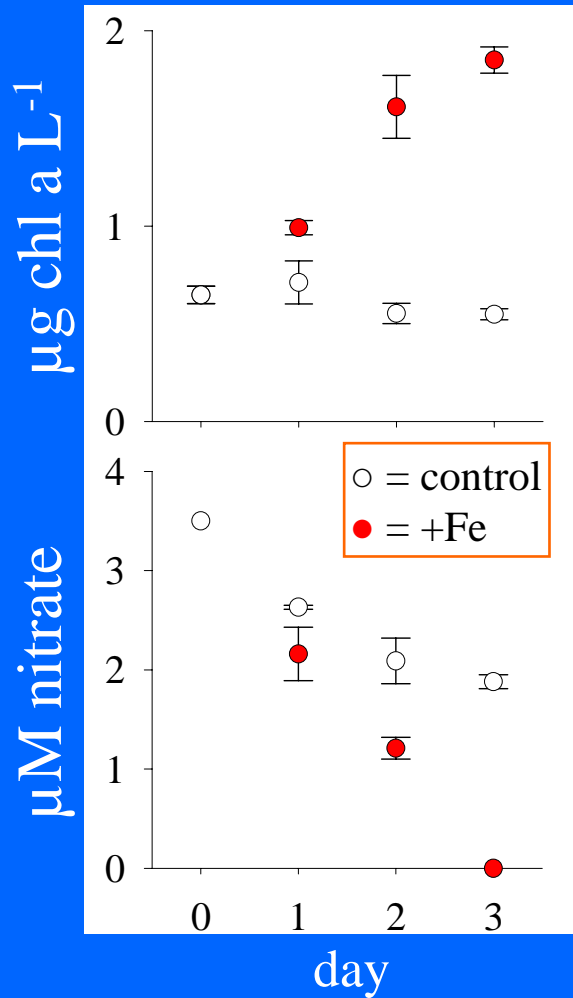 µg chl a L-1
2
1
0
µM nitrate
4
3
2
1
0
= control
= +Fe
0 1 2 3
day